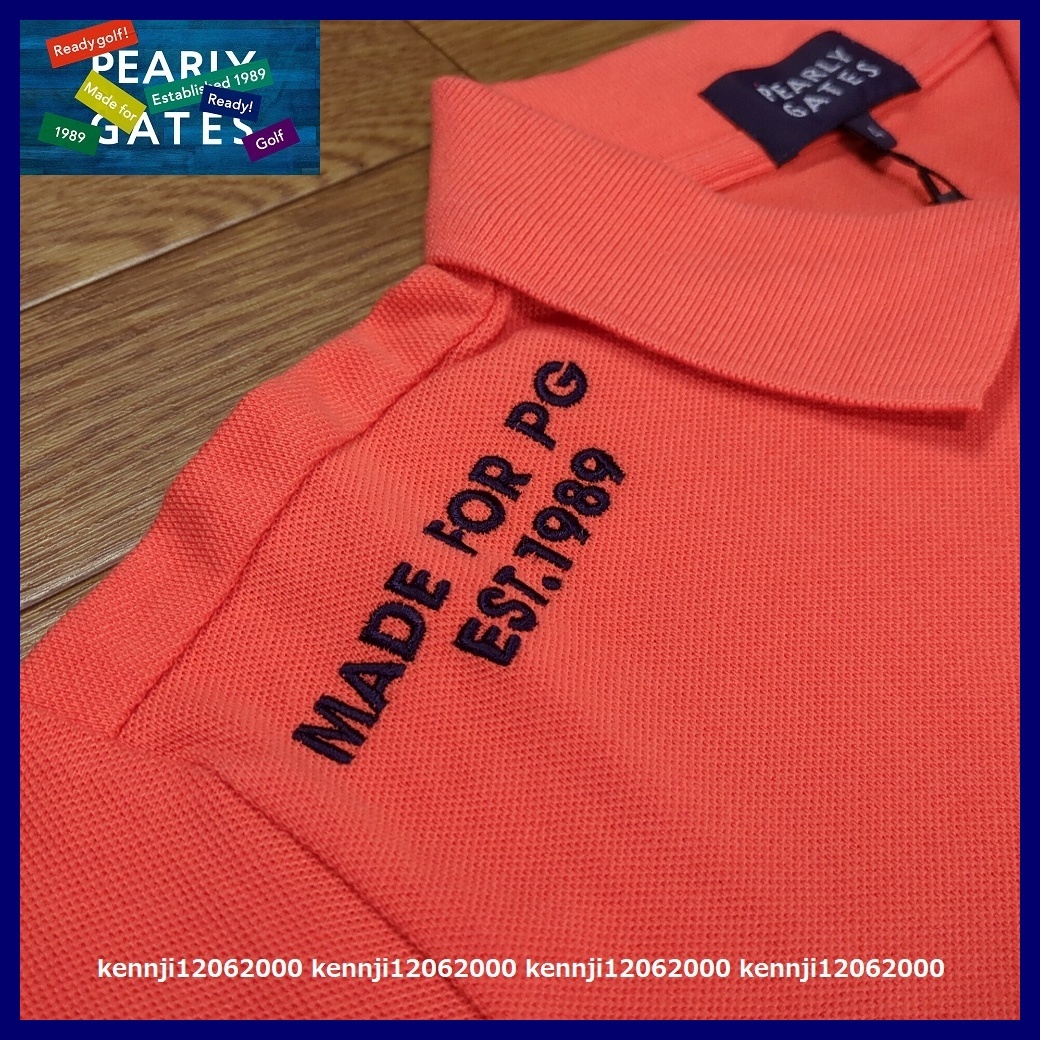 Ready golf!
PEARLY
Established 1989
Made for
Ready!
1989
GATES
Golf
PEARLY
GATES
4
MADE FOR PG
EST.1989
kennji12062000 kennji12062000 kennji12062000 kennji12062000